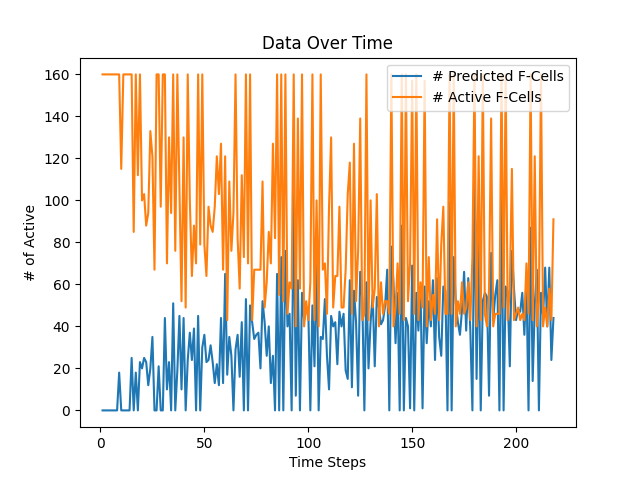 Data Over Time
# Predicted F-Cells
# Active F-Cells
# of Active
160
140
120
100
80
60
40
20
0
0 50 100 150 200
Time Steps